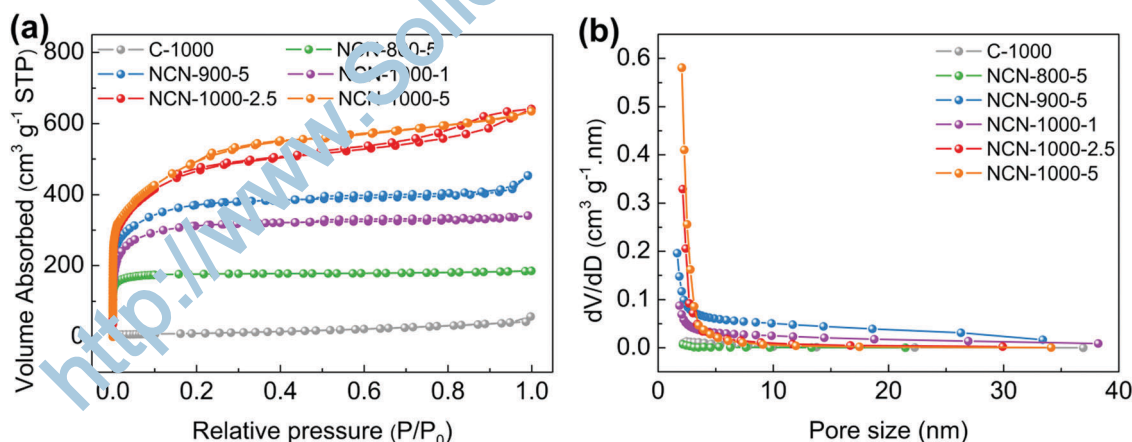 (a)
800
600
400
200
0
Volume Absorbed (cm³ g⁻¹ STP)
C-1000
NCN-800-5
NCN-900-5
NCN-1000-1
NCN-1000-2.5
NCN-1000-5
0.0 0.2 0.4 0.6 0.8 1.0
Relative pressure (P/P₀)
(b)
0.6
0.5
0.4
0.3
0.2
0.1
0.0
dV/dD (cm³ g⁻¹.nm)
C-1000
NCN-800-5
NCN-900-5
NCN-1000-1
NCN-1000-2.5
NCN-1000-5
0 10 20 30 40
Pore size (nm)
http://www.Soli